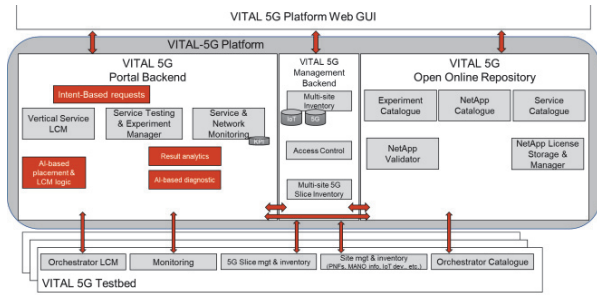 VITAL 5G Platform Web GUI
VITAL-5G Platform
VITAL 5G
Portal Backend
Intent-Based requests
Vertical Service
LCM
Service Testing
& Experiment
Manager
Service &
Network
Monitoring
KPI
AI-based
placement
& LCM logic
Result analytics
AI-based diagnostic
VITAL 5G
Management
Backend
Multi-site
Inventory
IoT
5G
Access Control
Multi-site 5G
Slice Inventory
VITAL 5G
Open Online Repository
Experiment
Catalogue
NetApp
Catalogue
Service
Catalogue
NetApp
Validator
NetApp License
Storage &
Manager
Orchestrator LCM
Monitoring
5G Slice mgt & inventory
Site mgt & inventory
(PNFs, MANO info, IoT dev., etc.)
Orchestrator Catalogue
VITAL 5G Testbed